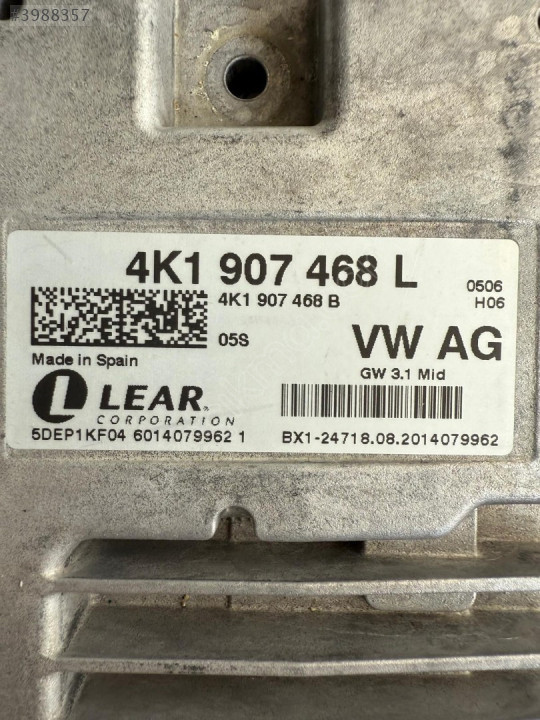 #3988357
4K1 907 468 L
0506
4K1 907 468 B
H06
05S
VW AG
Made in Spain
GW 3.1 Mid
LEAR®
CORPORATION
5DEP1KF04 6014079962 1
BX1-24718.08.2014079962